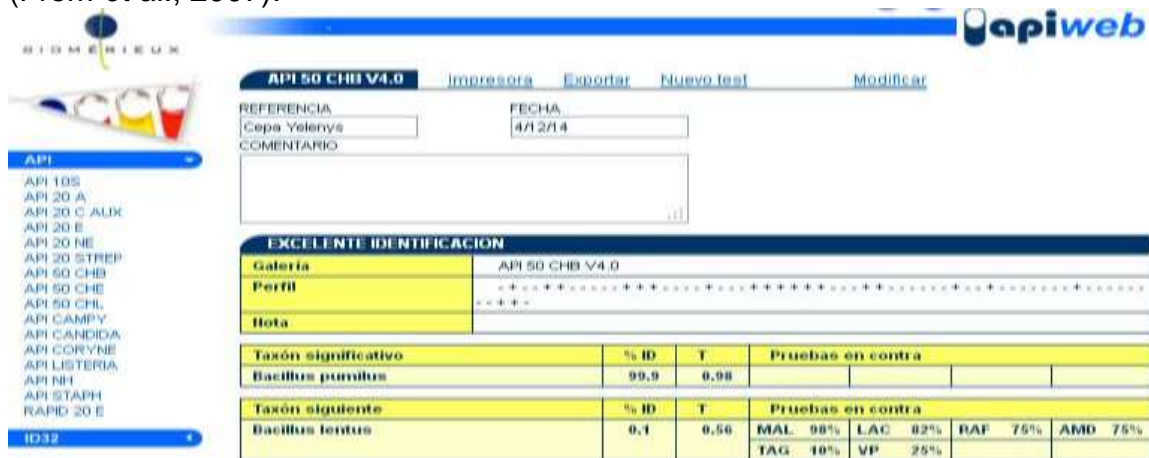 (Prom et all, 2007).
BIOMÉRIEUX
apiweb
API 50 CHB V4.0 Impresora Exportar Nuevo test Modificar
REFERENCIA FECHA
Cepa Yelenys 4/12/14
COMENTARIO
API
API 10S
API 20 A
API 20 C AUX
API 20 E
API 20 NE
API 20 STREP
API 50 CHB
API 50 CHE
API 50 CHL
API CAMPY
API CANDIDA
API CORYNE
API LISTERIA
API NH
API STAPH
RAPID 20 E
ID32
EXCELENTE IDENTIFICACION
Galería API 50 CHB V4.0
Perfil
Nota
Taxón significativo % ID T Pruebas en contra
Bacillus pumilus 99.9 0.98
Taxón siguiente % ID T Pruebas en contra
Bacillus lentus 0.1 0.56 MAL 98% LAC 82% RAF 75% AMD 75%
TAG 10% VP 25%